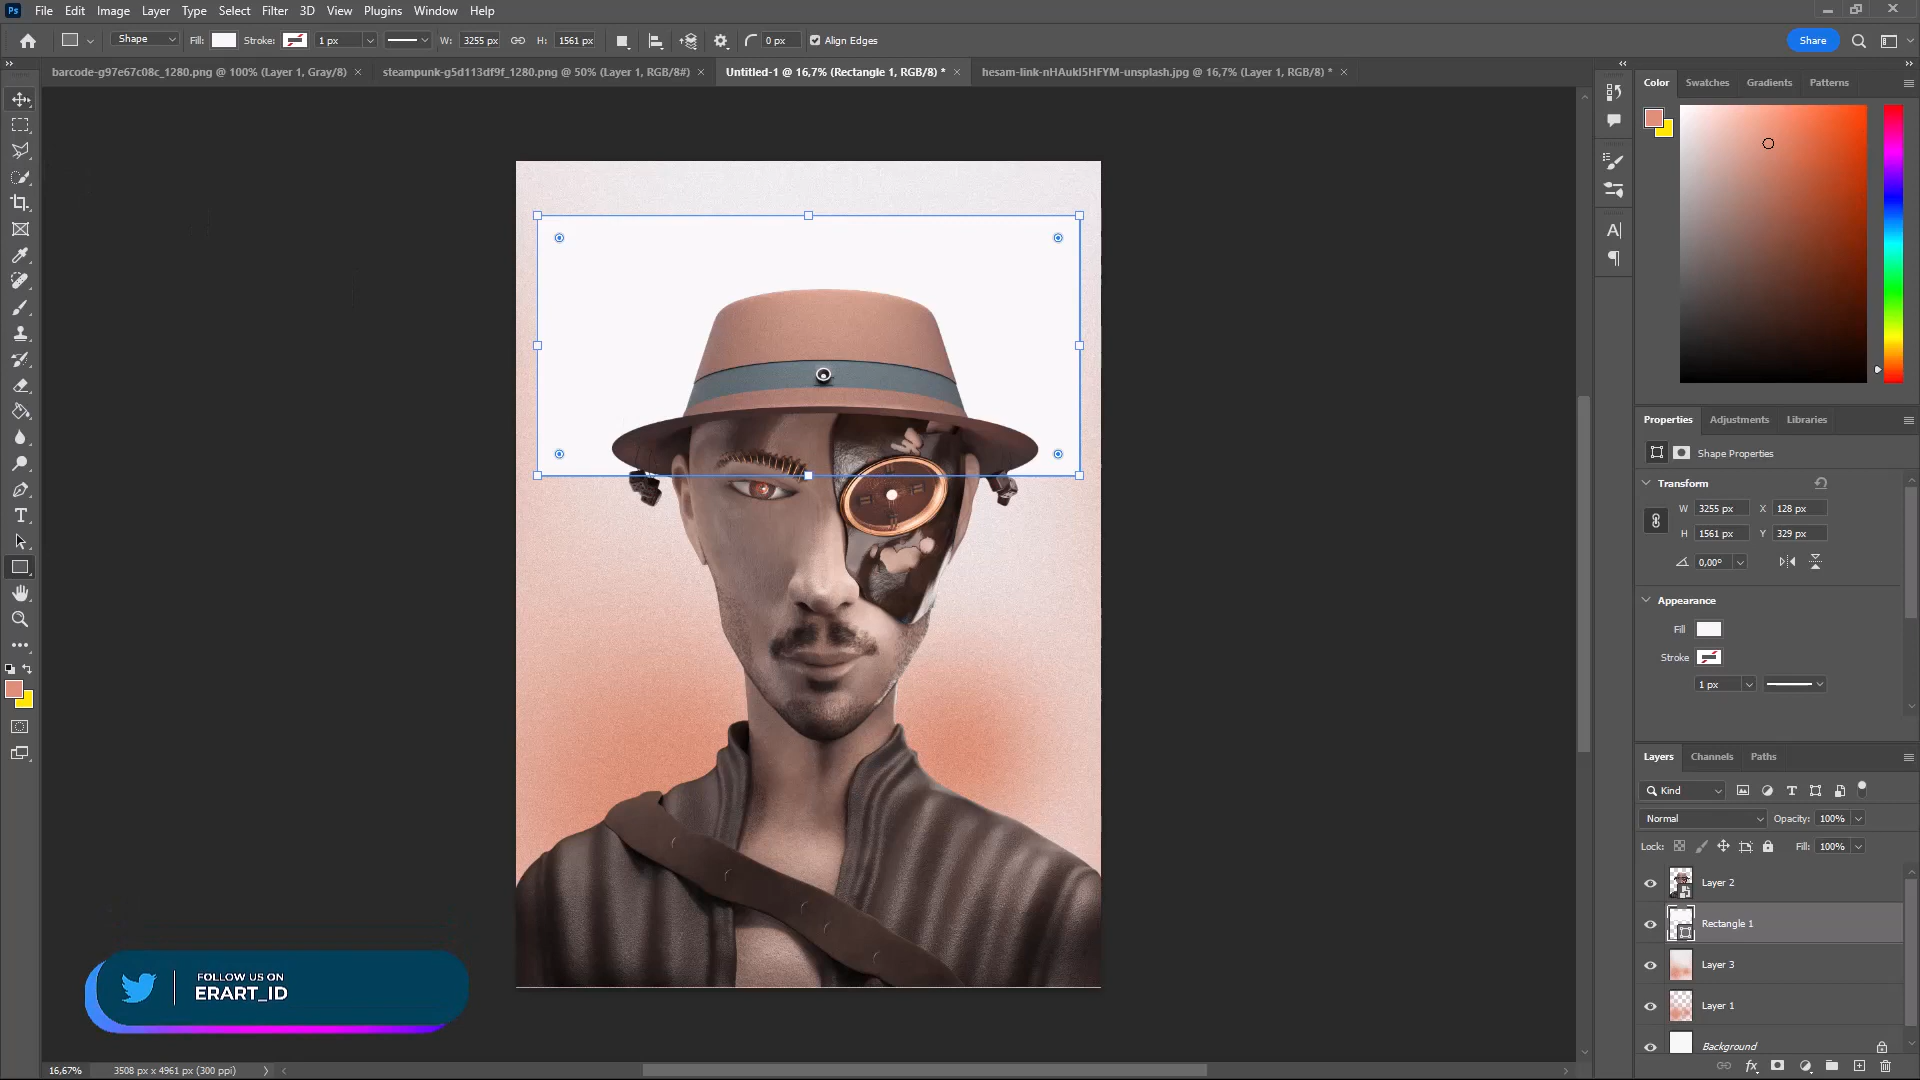 Ps File Edit Image Layer Type Select Filter 3D View Plugins Window Help
Shape Fill: Stroke: 1 px W: 3255 px H: 1561 px 0 px Align Edges Share
barcode-g97e67c08c_1280.png @ 100% (Layer 1, Gray/8) × steampunk-g5d113df9f_1280.png @ 50% (Layer 1, RGB/8#) × Untitled-1 @ 16,7% (Rectangle 1, RGB/8) * × hesam-link-nHAukI5HFYM-unsplash.jpg @ 16,7% (Layer 1, RGB/8) * ×
Color Swatches Gradients Patterns
Properties Adjustments Libraries
Shape Properties
Transform
W 3255 px X 128 px
H 1561 px Y 329 px
0,00°
Appearance
Fill
Stroke
1 px
Layers Channels Paths
Kind
Normal Opacity: 100%
Lock: Fill: 100%
Layer 2
Rectangle 1
Layer 3
Layer 1
Background
FOLLOW US ON
ERART_ID
16,67% 3508 px x 4961 px (300 ppi)